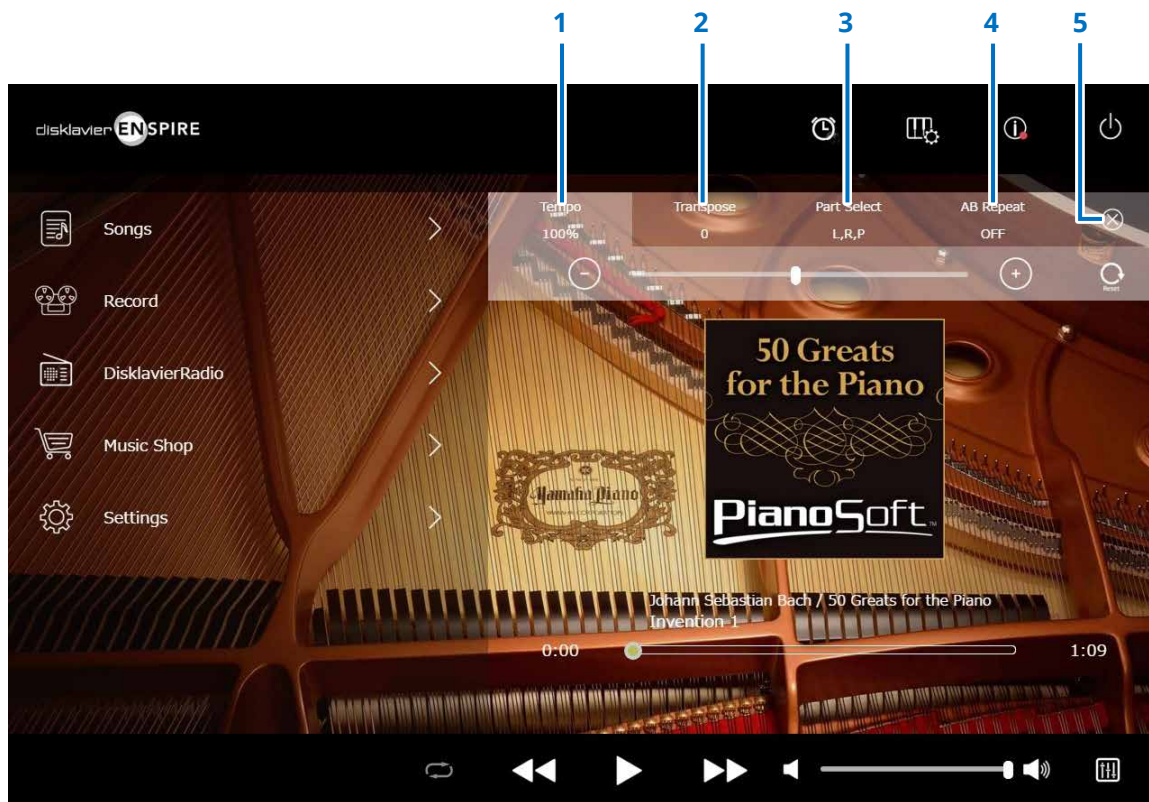 1 2 3 4 5
disklavier ENSPIRE
Songs
Record
DisklavierRadio
Music Shop
Settings
Tempo Transpose Part Select AB Repeat
100% 0 L,R,P OFF
Reset
50 Greats
for the Piano
Yamaha Piano
PianoSoft™
Johann Sebastian Bach / 50 Greats for the Piano
Invention 1
0:00 1:09